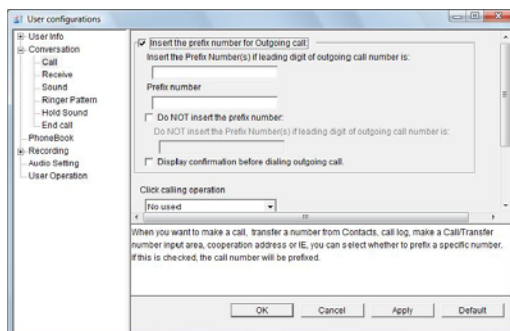 User configurations
User Info
Conversation
Call
Receive
Sound
Ringer Pattern
Hold Sound
End call
PhoneBook
Recording
Audio Setting
User Operation
Insert the prefix number for Outgoing call:
Insert the Prefix Number(s) if leading digit of outgoing call number is:
Prefix number
Do NOT insert the prefix number:
Do NOT insert the Prefix Number(s) if leading digit of outgoing call number is:
Display confirmation before dialing outgoing call.
Click calling operation
No used
When you want to make a call, transfer a number from Contacts, call log, make a Call/Transfer
number input area, cooperation address or IE, you can select whether to prefix a specific number.
If this is checked, the call number will be prefixed.
OK Cancel Apply Default